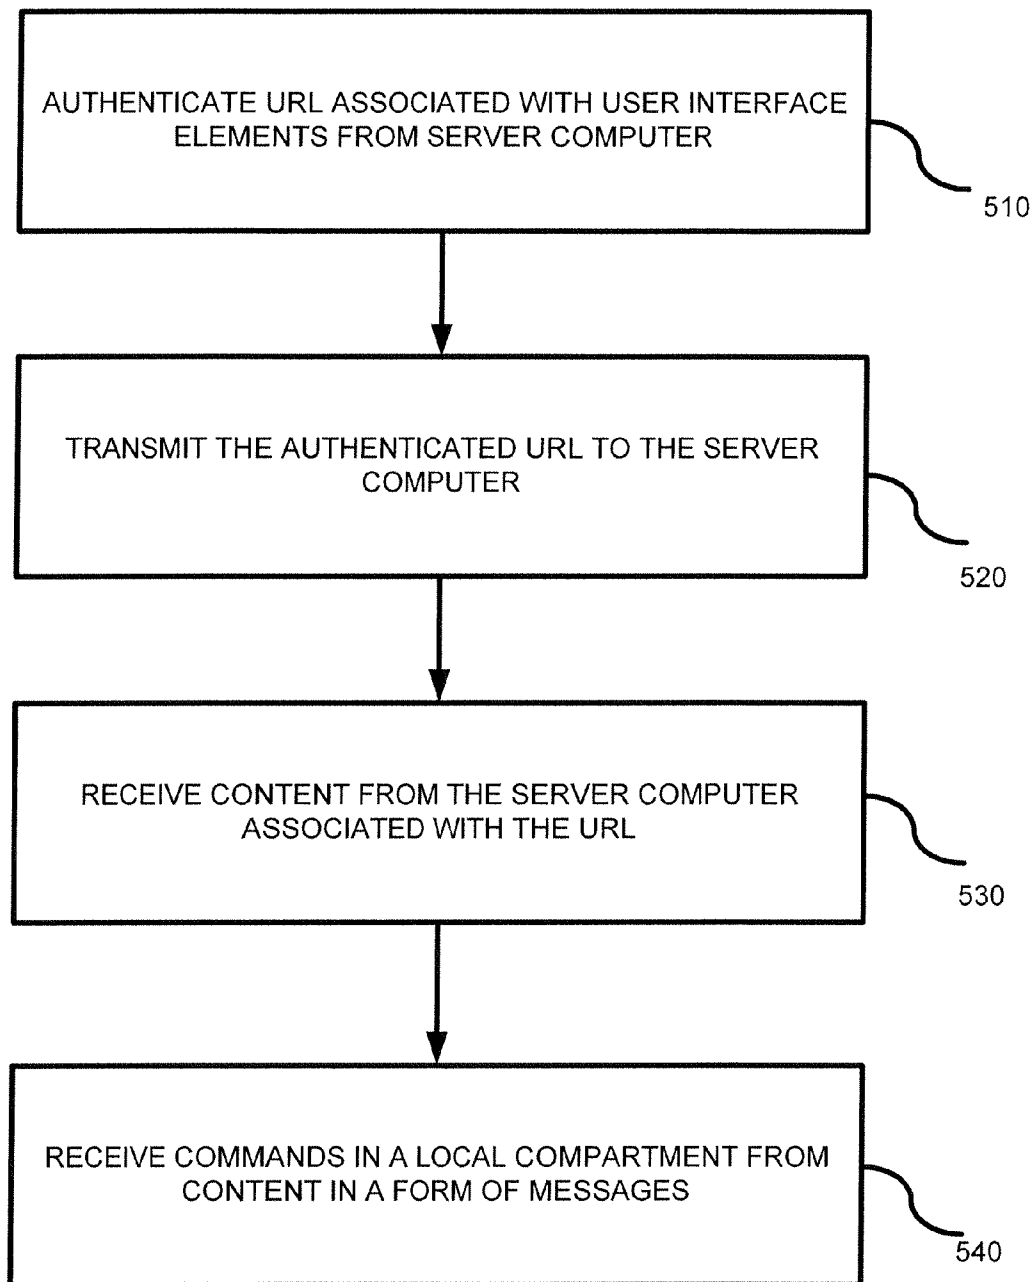 AUTHENTICATE URL ASSOCIATED WITH USER INTERFACE
ELEMENTS FROM SERVER COMPUTER
510
TRANSMIT THE AUTHENTICATED URL TO THE SERVER
COMPUTER
520
RECEIVE CONTENT FROM THE SERVER COMPUTER
ASSOCIATED WITH THE URL
530
RECEIVE COMMANDS IN A LOCAL COMPARTMENT FROM
CONTENT IN A FORM OF MESSAGES
540